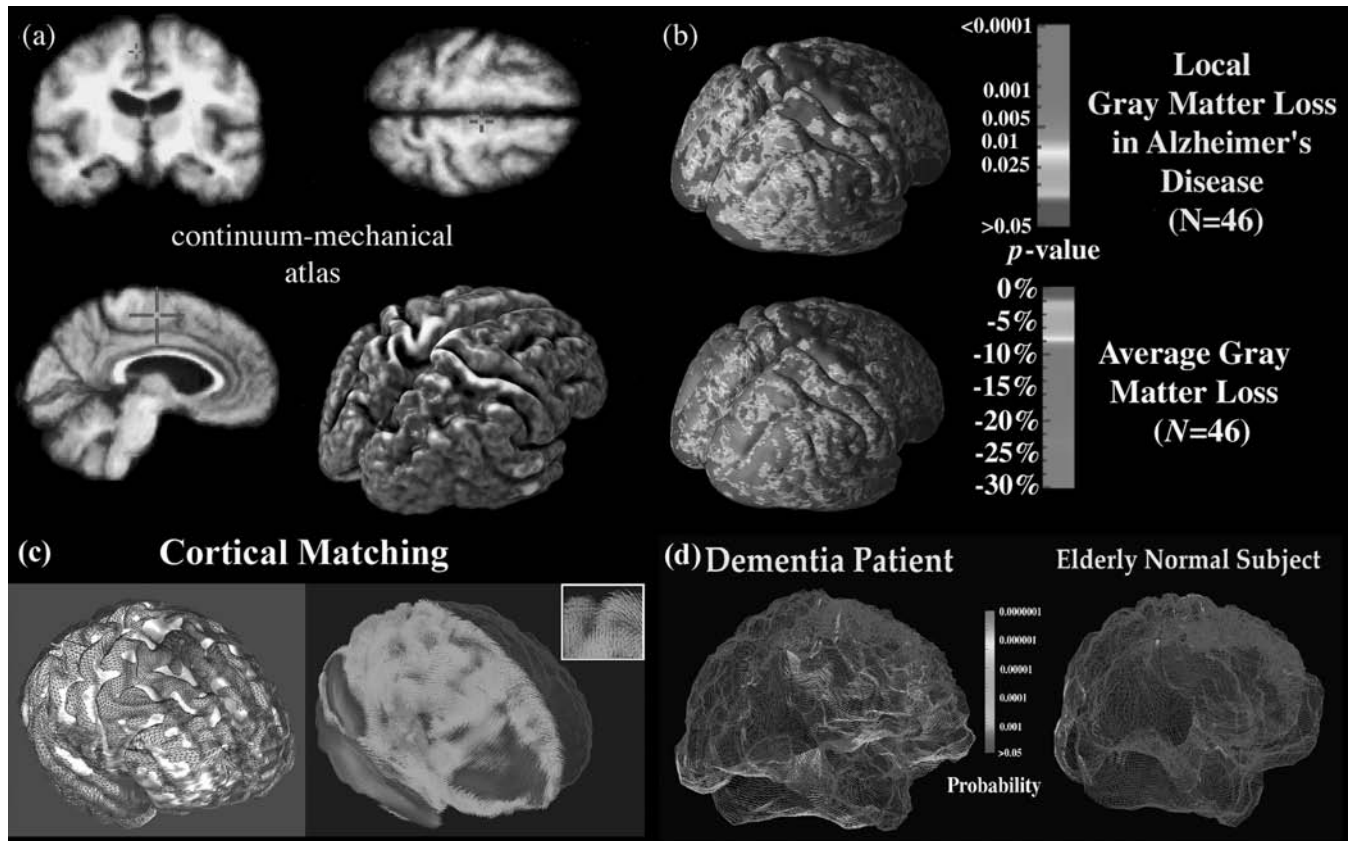 (a)
continuum-mechanical
atlas
(b)
<0.0001
0.001
0.005
0.01
0.025
>0.05
p-value
Local
Gray Matter Loss
in Alzheimer's
Disease
(N=46)
0%
-5%
-10%
-15%
-20%
-25%
-30%
Average Gray
Matter Loss
(N=46)
(c)
Cortical Matching
(d)
Dementia Patient
Elderly Normal Subject
0.0000001
0.000001
0.00001
0.0001
0.001
>0.05
Probability